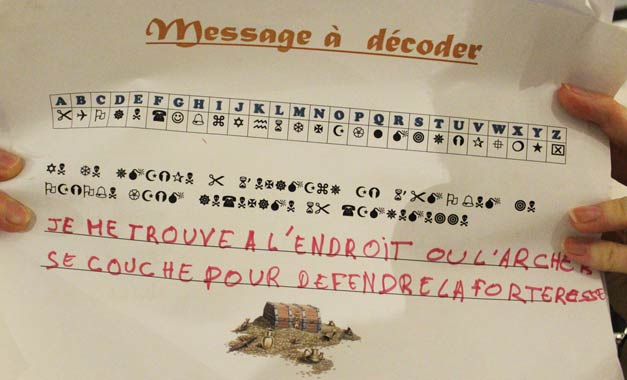 Message à décoder
A B C D E F G H I J K L M N O P Q R S T U V W X Y Z
JE ME TROUVE A L'ENDROIT OU L'ARCHER
SE COUCHE POUR DEFENDRE LA FORTERESSE